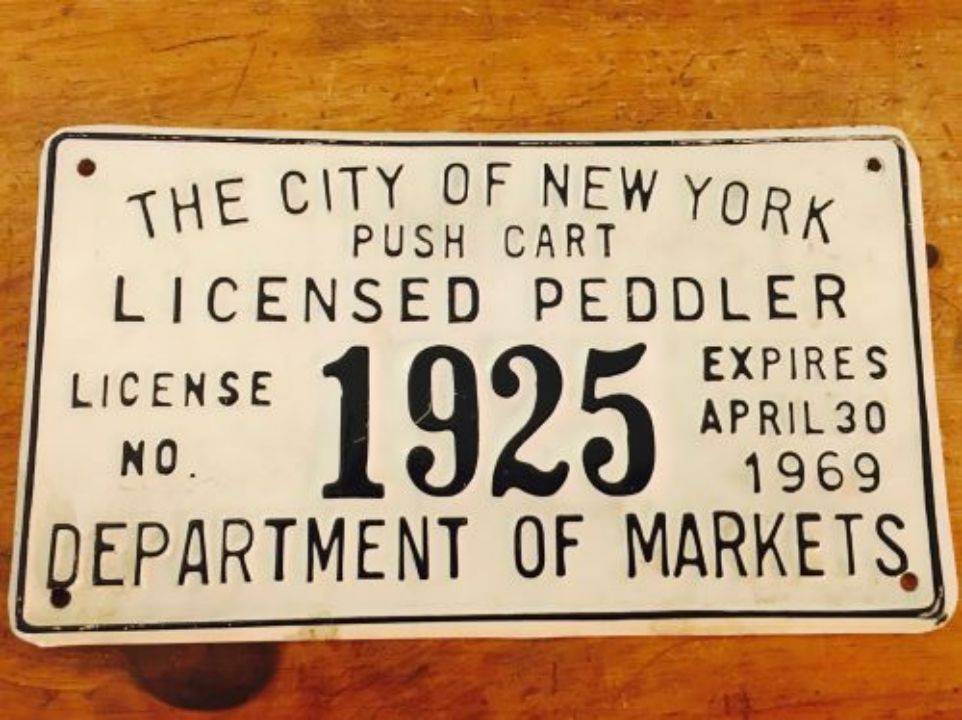 THE CITY OF NEW YORK
PUSH CART
LICENSED PEDDLER
LICENSE
NO.
1925
EXPIRES
APRIL 30
1969
DEPARTMENT OF MARKETS